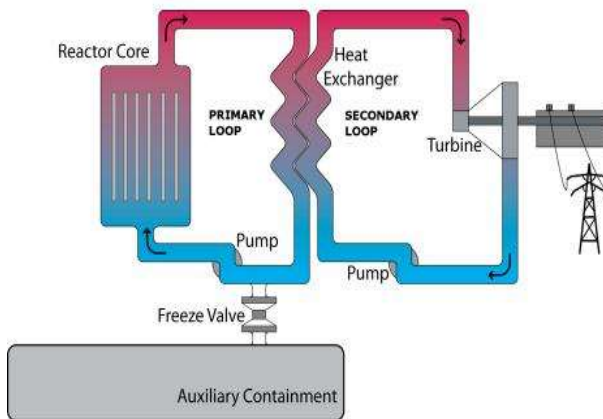 Reactor Core
Heat
Exchanger
PRIMARY
LOOP
SECONDARY
LOOP
Turbine
Pump
Pump
Freeze Valve
Auxiliary Containment